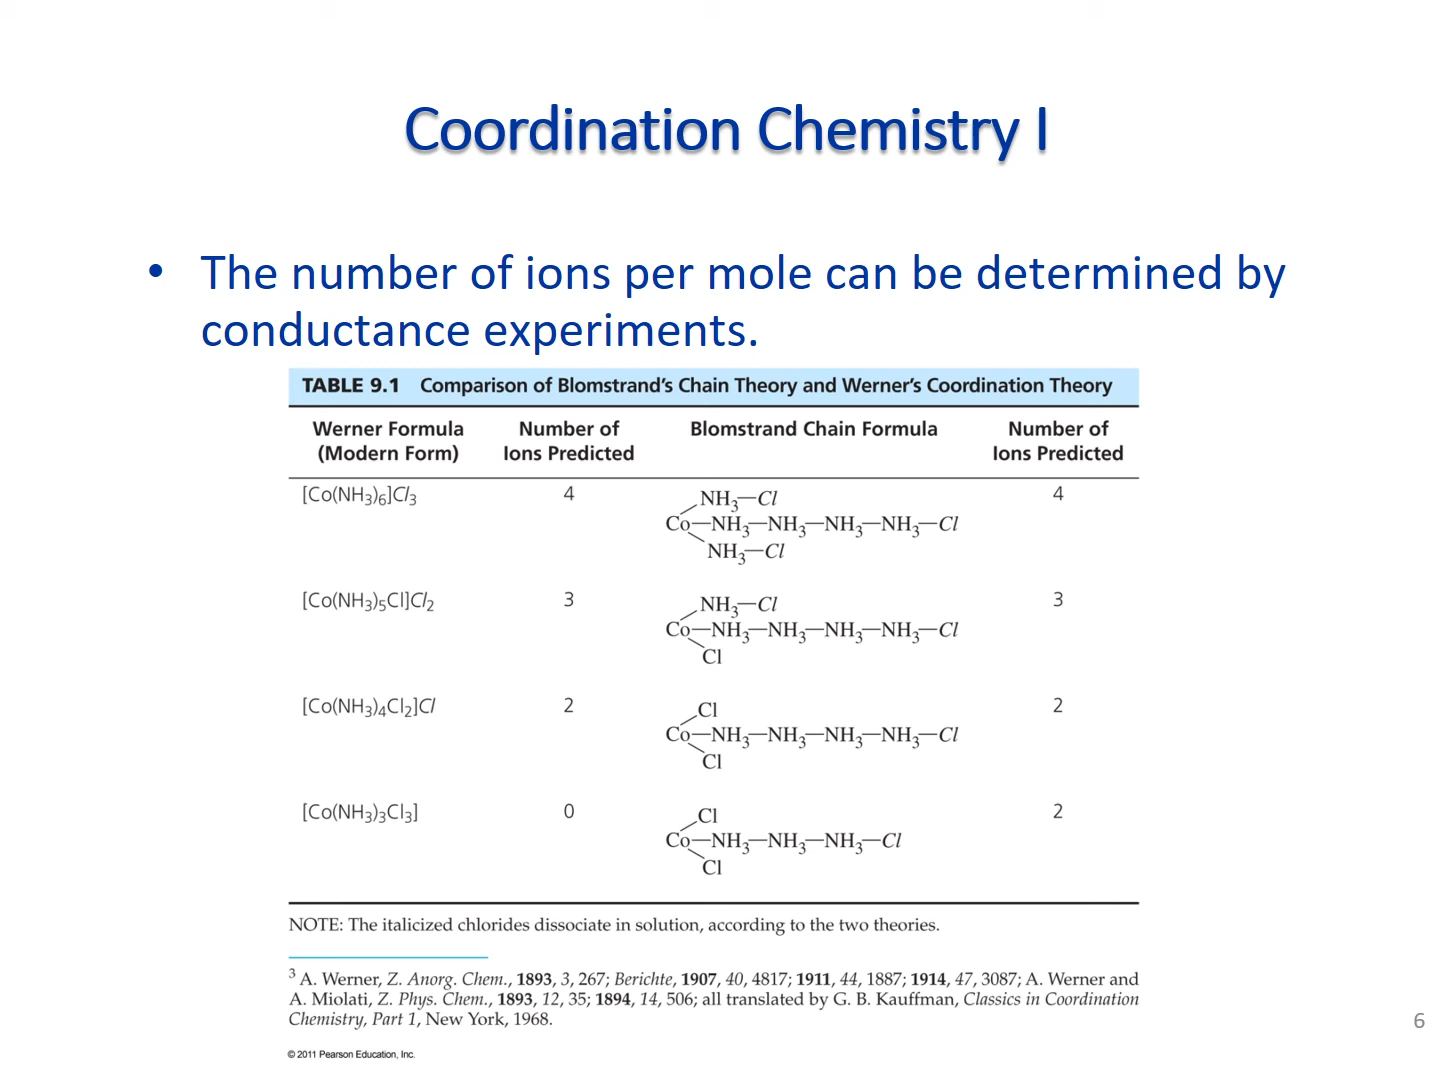 Coordination Chemistry I
• The number of ions per mole can be determined by
conductance experiments.
TABLE 9.1 Comparison of Blomstrand's Chain Theory and Werner's Coordination Theory
Werner Formula Number of Blomstrand Chain Formula Number of
(Modern Form) Ions Predicted Ions Predicted
[Co(NH3)6]Cl3 4 NH3—Cl 4
Co—NH3—NH3—NH3—NH3—Cl
NH3—Cl
[Co(NH3)5Cl]Cl2 3 NH3—Cl 3
Co—NH3—NH3—NH3—NH3—Cl
Cl
[Co(NH3)4Cl2]Cl 2 Cl 2
Co—NH3—NH3—NH3—NH3—Cl
Cl
[Co(NH3)3Cl3] 0 Cl 2
Co—NH3—NH3—NH3—Cl
Cl
NOTE: The italicized chlorides dissociate in solution, according to the two theories.
3 A. Werner, Z. Anorg. Chem., 1893, 3, 267; Berichte, 1907, 40, 4817; 1911, 44, 1887; 1914, 47, 3087; A. Werner and
A. Miolati, Z. Phys. Chem., 1893, 12, 35; 1894, 14, 506; all translated by G. B. Kauffman, Classics in Coordination
Chemistry, Part 1, New York, 1968.
6
© 2011 Pearson Education, Inc.